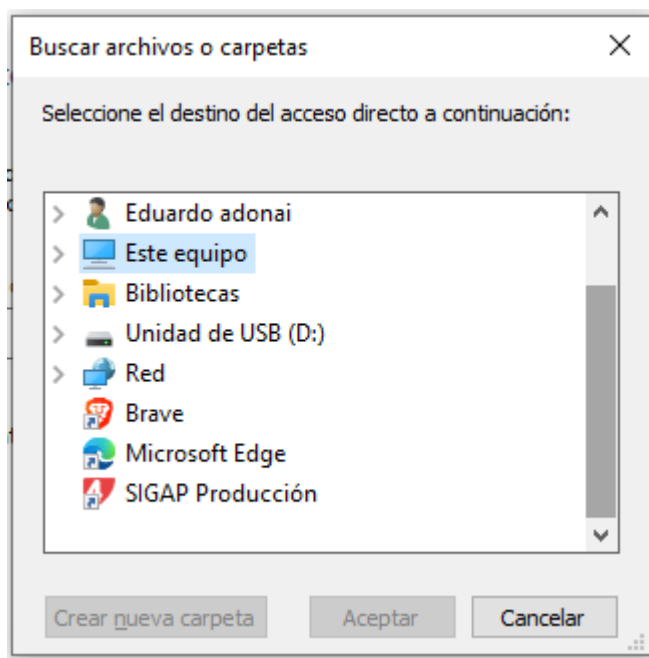 Buscar archivos o carpetas
Seleccione el destino del acceso directo a continuación:
Eduardo adonai
Este equipo
Bibliotecas
Unidad de USB (D:)
Red
Brave
Microsoft Edge
SIGAP Producción
Crear nueva carpeta
Aceptar
Cancelar